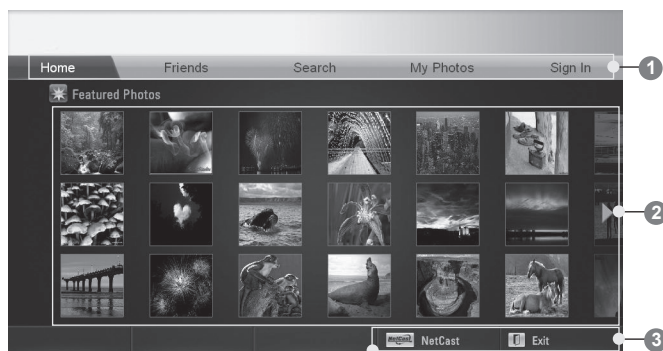 Home Friends Search My Photos Sign In 1
Featured Photos
2
NetCast NetCast Exit 3